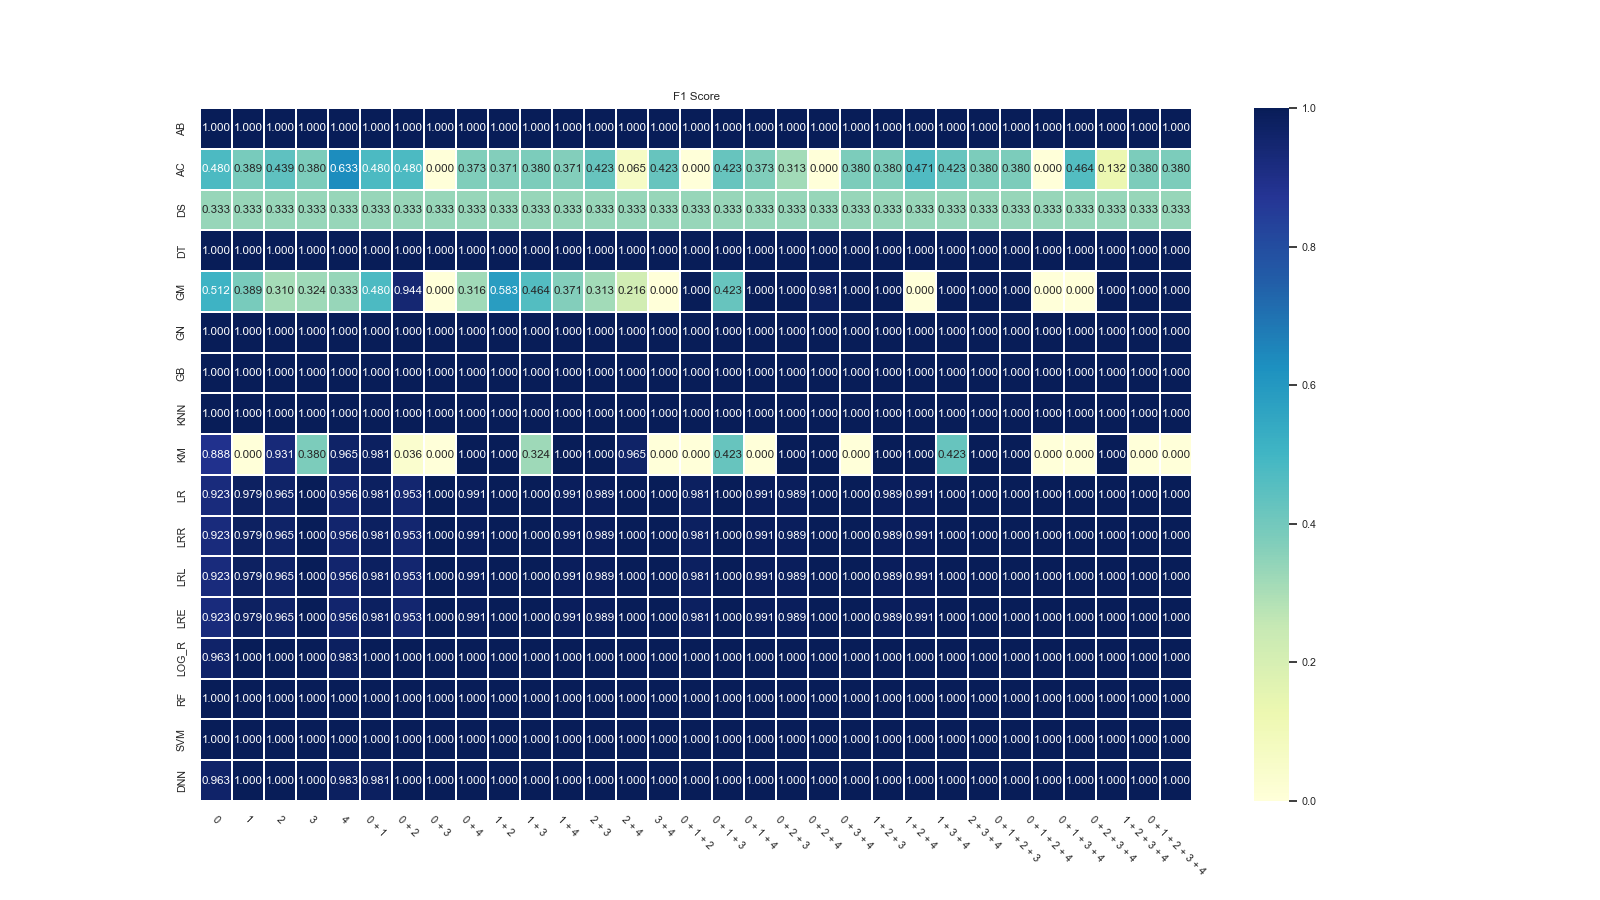 F1 Score
AB 1.000 1.000 1.000 1.000 1.000 1.000 1.000 1.000 1.000 1.000 1.000 1.000 1.000 1.000 1.000 1.000 1.000 1.000 1.000 1.000 1.000 1.000 1.000 1.000 1.000 1.000 1.000 1.000 1.000 1.000 1.000
AC 0.480 0.389 0.439 0.380 0.633 0.480 0.480 0.000 0.373 0.371 0.380 0.371 0.423 0.065 0.423 0.000 0.423 0.373 0.313 0.000 0.380 0.380 0.471 0.423 0.380 0.380 0.000 0.464 0.132 0.380 0.380
DS 0.333 0.333 0.333 0.333 0.333 0.333 0.333 0.333 0.333 0.333 0.333 0.333 0.333 0.333 0.333 0.333 0.333 0.333 0.333 0.333 0.333 0.333 0.333 0.333 0.333 0.333 0.333 0.333 0.333 0.333 0.333
DT 1.000 1.000 1.000 1.000 1.000 1.000 1.000 1.000 1.000 1.000 1.000 1.000 1.000 1.000 1.000 1.000 1.000 1.000 1.000 1.000 1.000 1.000 1.000 1.000 1.000 1.000 1.000 1.000 1.000 1.000 1.000
GM 0.512 0.389 0.310 0.324 0.333 0.480 0.944 0.000 0.316 0.583 0.464 0.371 0.313 0.216 0.000 1.000 0.423 1.000 1.000 0.981 1.000 1.000 0.000 1.000 1.000 1.000 0.000 0.000 1.000 1.000 1.000
GN 1.000 1.000 1.000 1.000 1.000 1.000 1.000 1.000 1.000 1.000 1.000 1.000 1.000 1.000 1.000 1.000 1.000 1.000 1.000 1.000 1.000 1.000 1.000 1.000 1.000 1.000 1.000 1.000 1.000 1.000 1.000
GB 1.000 1.000 1.000 1.000 1.000 1.000 1.000 1.000 1.000 1.000 1.000 1.000 1.000 1.000 1.000 1.000 1.000 1.000 1.000 1.000 1.000 1.000 1.000 1.000 1.000 1.000 1.000 1.000 1.000 1.000 1.000
KNN 1.000 1.000 1.000 1.000 1.000 1.000 1.000 1.000 1.000 1.000 1.000 1.000 1.000 1.000 1.000 1.000 1.000 1.000 1.000 1.000 1.000 1.000 1.000 1.000 1.000 1.000 1.000 1.000 1.000 1.000 1.000
KM 0.888 0.000 0.931 0.380 0.965 0.981 0.036 0.000 1.000 1.000 0.324 1.000 1.000 0.965 0.000 0.000 0.423 0.000 1.000 1.000 0.000 1.000 1.000 0.423 1.000 1.000 0.000 0.000 1.000 0.000 0.000
LR 0.923 0.979 0.965 1.000 0.956 0.981 0.953 1.000 0.991 1.000 1.000 0.991 0.989 1.000 1.000 0.981 1.000 0.991 0.989 1.000 1.000 0.989 0.991 1.000 1.000 1.000 1.000 1.000 1.000 1.000 1.000
LRR 0.923 0.979 0.965 1.000 0.956 0.981 0.953 1.000 0.991 1.000 1.000 0.991 0.989 1.000 1.000 0.981 1.000 0.991 0.989 1.000 1.000 0.989 0.991 1.000 1.000 1.000 1.000 1.000 1.000 1.000 1.000
LRL 0.923 0.979 0.965 1.000 0.956 0.981 0.953 1.000 0.991 1.000 1.000 0.991 0.989 1.000 1.000 0.981 1.000 0.991 0.989 1.000 1.000 0.989 0.991 1.000 1.000 1.000 1.000 1.000 1.000 1.000 1.000
LRE 0.923 0.979 0.965 1.000 0.956 0.981 0.953 1.000 0.991 1.000 1.000 0.991 0.989 1.000 1.000 0.981 1.000 0.991 0.989 1.000 1.000 0.989 0.991 1.000 1.000 1.000 1.000 1.000 1.000 1.000 1.000
LOG_R 0.963 1.000 1.000 1.000 0.983 1.000 1.000 1.000 1.000 1.000 1.000 1.000 1.000 1.000 1.000 1.000 1.000 1.000 1.000 1.000 1.000 1.000 1.000 1.000 1.000 1.000 1.000 1.000 1.000 1.000 1.000
RF 1.000 1.000 1.000 1.000 1.000 1.000 1.000 1.000 1.000 1.000 1.000 1.000 1.000 1.000 1.000 1.000 1.000 1.000 1.000 1.000 1.000 1.000 1.000 1.000 1.000 1.000 1.000 1.000 1.000 1.000 1.000
SVM 1.000 1.000 1.000 1.000 1.000 1.000 1.000 1.000 1.000 1.000 1.000 1.000 1.000 1.000 1.000 1.000 1.000 1.000 1.000 1.000 1.000 1.000 1.000 1.000 1.000 1.000 1.000 1.000 1.000 1.000 1.000
DNN 0.963 1.000 1.000 1.000 0.983 0.981 1.000 1.000 1.000 1.000 1.000 1.000 1.000 1.000 1.000 1.000 1.000 1.000 1.000 1.000 1.000 1.000 1.000 1.000 1.000 1.000 1.000 1.000 1.000 1.000 1.000
0 1 2 3 4 0 + 1 0 + 2 0 + 3 0 + 4 1 + 2 1 + 3 1 + 4 2 + 3 2 + 4 3 + 4 0 + 1 + 2 0 + 1 + 3 0 + 1 + 4 0 + 2 + 3 0 + 2 + 4 0 + 3 + 4 1 + 2 + 3 1 + 2 + 4 1 + 3 + 4 2 + 3 + 4 0 + 1 + 2 + 3 0 + 1 + 2 + 4 0 + 1 + 3 + 4 0 + 2 + 3 + 4 1 + 2 + 3 + 4 0 + 1 + 2 + 3 + 4
1.0
0.8
0.6
0.4
0.2
0.0